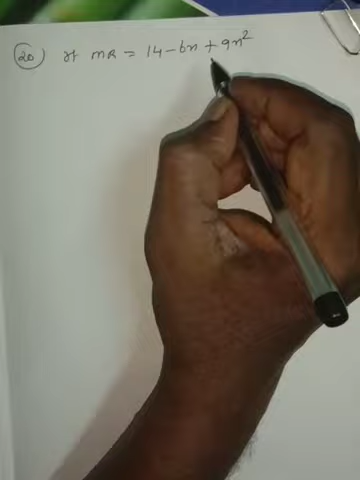 20) If MR = 14 - 6x + 9x²